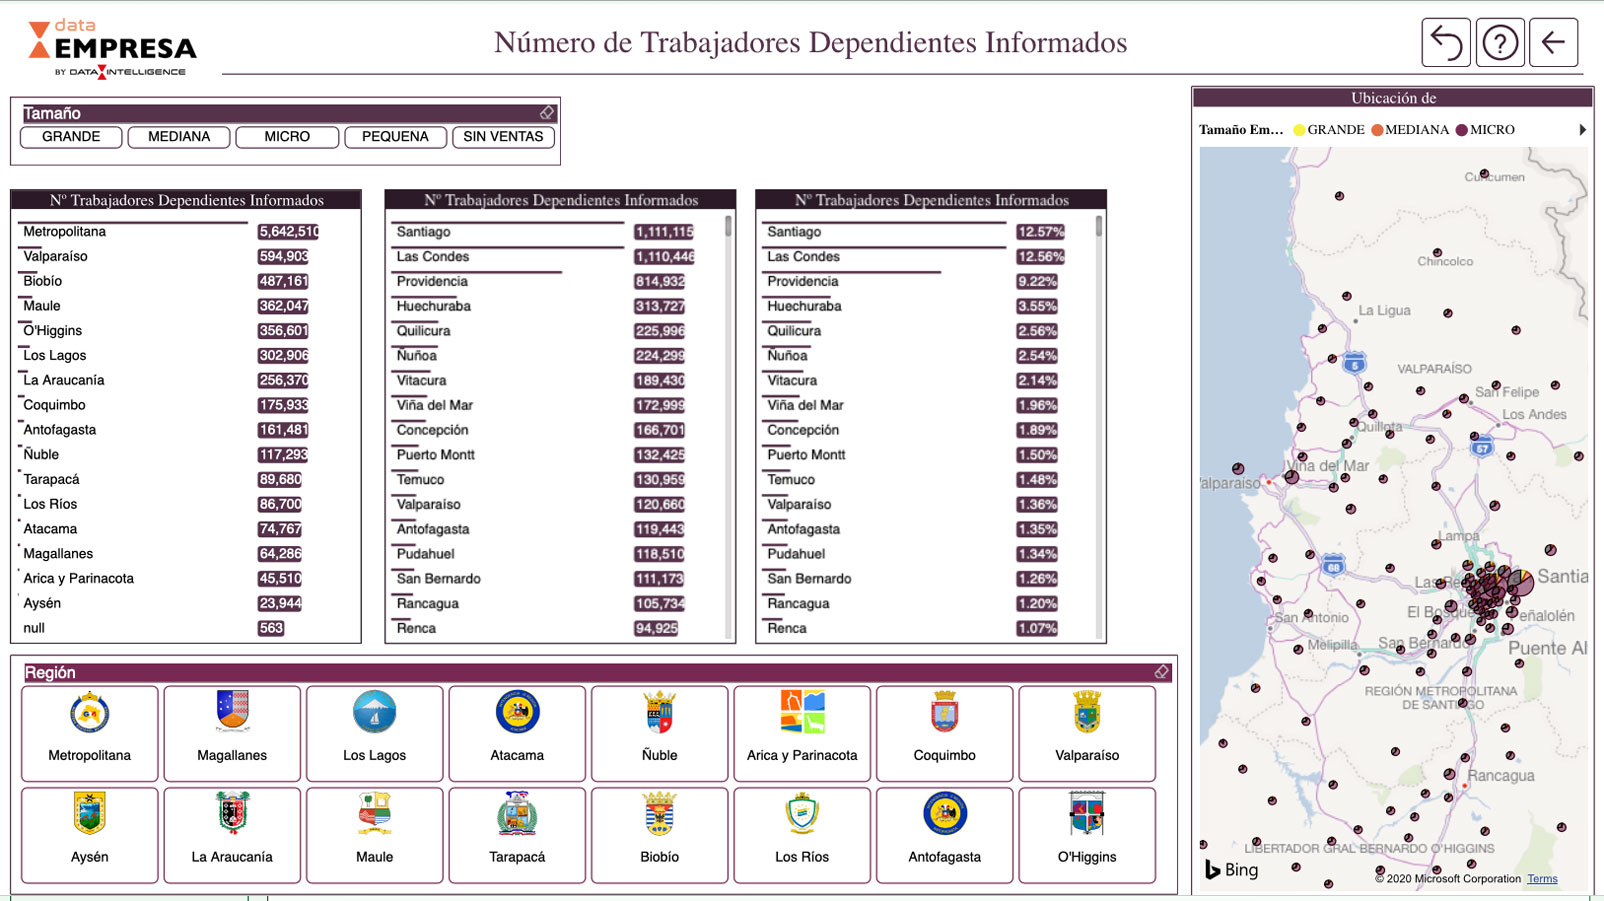 data
EMPRESA
BY DATA INTELLIGENCE
Número de Trabajadores Dependientes Informados
Tamaño
GRANDE MEDIANA MICRO PEQUENA SIN VENTAS
Nº Trabajadores Dependientes Informados
Metropolitana 5,642,510
Valparaíso 594,903
Biobío 487,161
Maule 362,047
O'Higgins 356,601
Los Lagos 302,906
La Araucanía 256,370
Coquimbo 175,933
Antofagasta 161,481
Ñuble 117,293
Tarapacá 89,680
Los Ríos 86,700
Atacama 74,767
Magallanes 64,286
Arica y Parinacota 45,510
Aysén 23,944
null 563
Nº Trabajadores Dependientes Informados
Santiago 1,111,115
Las Condes 1,110,446
Providencia 814,932
Huechuraba 313,727
Quilicura 225,996
Ñuñoa 224,299
Vitacura 189,430
Viña del Mar 172,999
Concepción 166,701
Puerto Montt 132,425
Temuco 130,959
Valparaíso 120,660
Antofagasta 119,443
Pudahuel 118,510
San Bernardo 111,173
Rancagua 105,734
Renca 94,925
Nº Trabajadores Dependientes Informados
Santiago 12.57%
Las Condes 12.56%
Providencia 9.22%
Huechuraba 3.55%
Quilicura 2.56%
Ñuñoa 2.54%
Vitacura 2.14%
Viña del Mar 1.96%
Concepción 1.89%
Puerto Montt 1.50%
Temuco 1.48%
Valparaíso 1.36%
Antofagasta 1.35%
Pudahuel 1.34%
San Bernardo 1.26%
Rancagua 1.20%
Renca 1.07%
Región
Metropolitana Magallanes Los Lagos Atacama Ñuble Arica y Parinacota Coquimbo Valparaíso
Aysén La Araucanía Maule Tarapacá Biobío Los Ríos Antofagasta O'Higgins
Ubicación de
Tamaño Em... GRANDE MEDIANA MICRO
Cuncumen
Chincolco
La Ligua
5
VALPARAÍSO
San Felipe
Los Andes
Quillota
57
Viña del Mar
alparaíso
Lampa
68
Las Re
Santia
El Bosque
eñalolén
San Antonio
Melipilla
San Bernardo
Puente Al
REGIÓN METROPOLITANA
DE SANTIAGO
Rancagua
LIBERTADOR GRAL BERNARDO O'HIGGINS
Bing
© 2020 Microsoft Corporation Terms